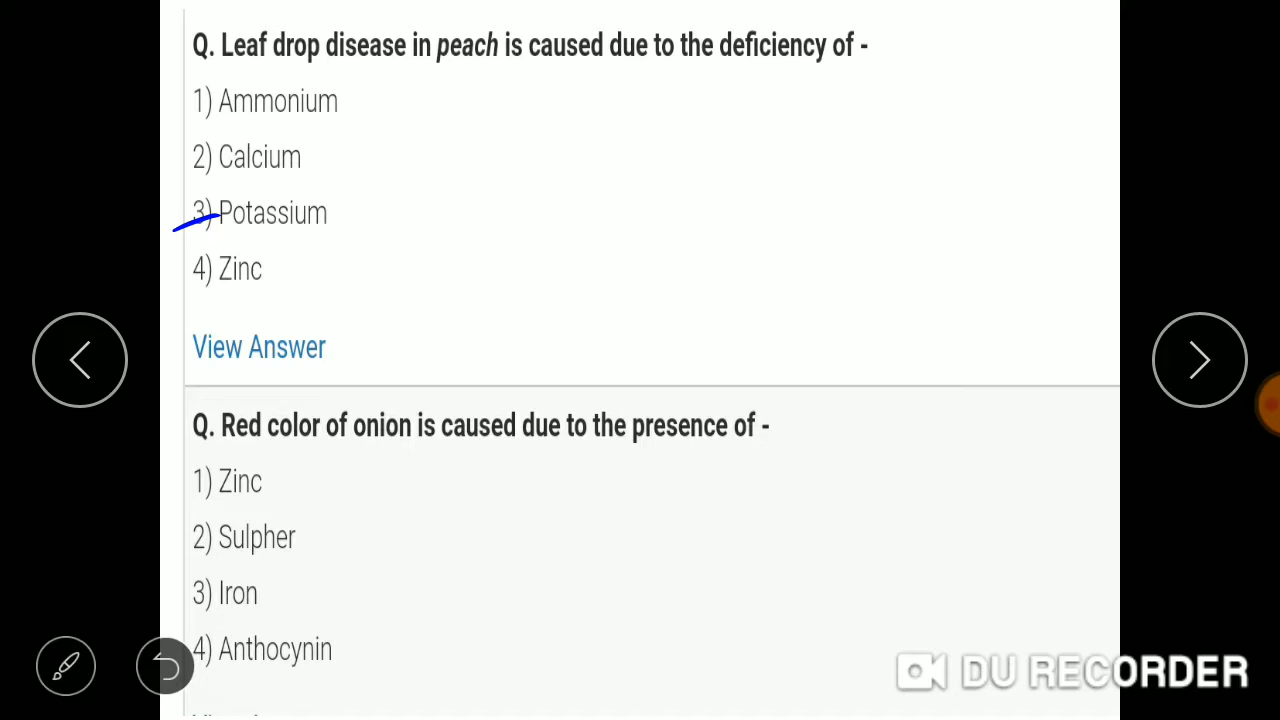 Q. Leaf drop disease in peach is caused due to the deficiency of -
1) Ammonium
2) Calcium
3) Potassium
4) Zinc
View Answer
Q. Red color of onion is caused due to the presence of -
1) Zinc
2) Sulpher
3) Iron
4) Anthocynin
DU RECORDER